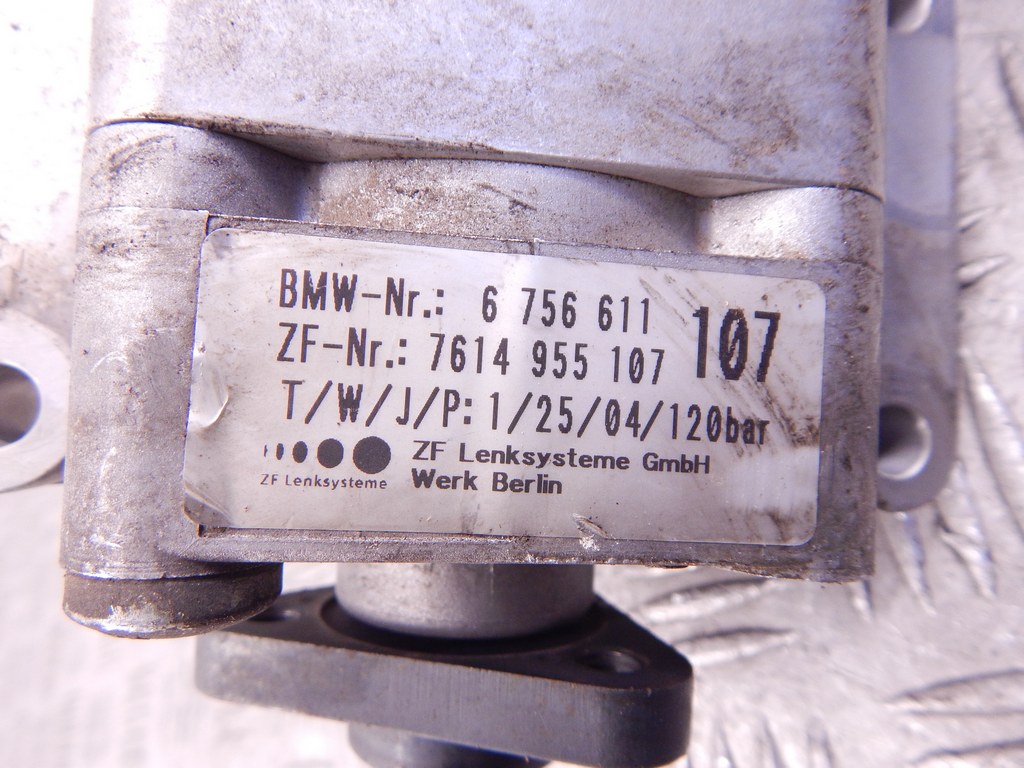 BMW-Nr.: 6 756 611 107
ZF-Nr.: 7614 955 107
T/W/J/P: 1/25/04/120bar
ZF Lenksysteme GmbH
ZF Lenksysteme Werk Berlin